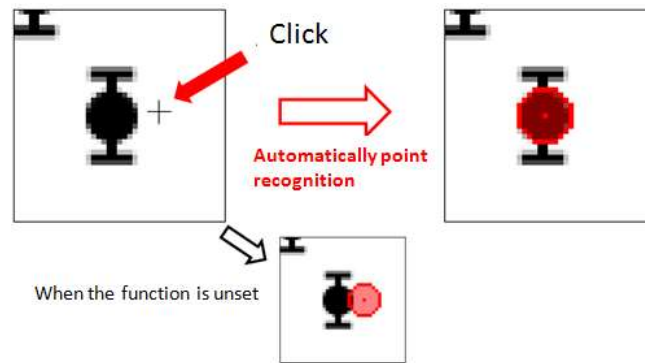 Click
Automatically point
recognition
When the function is unset